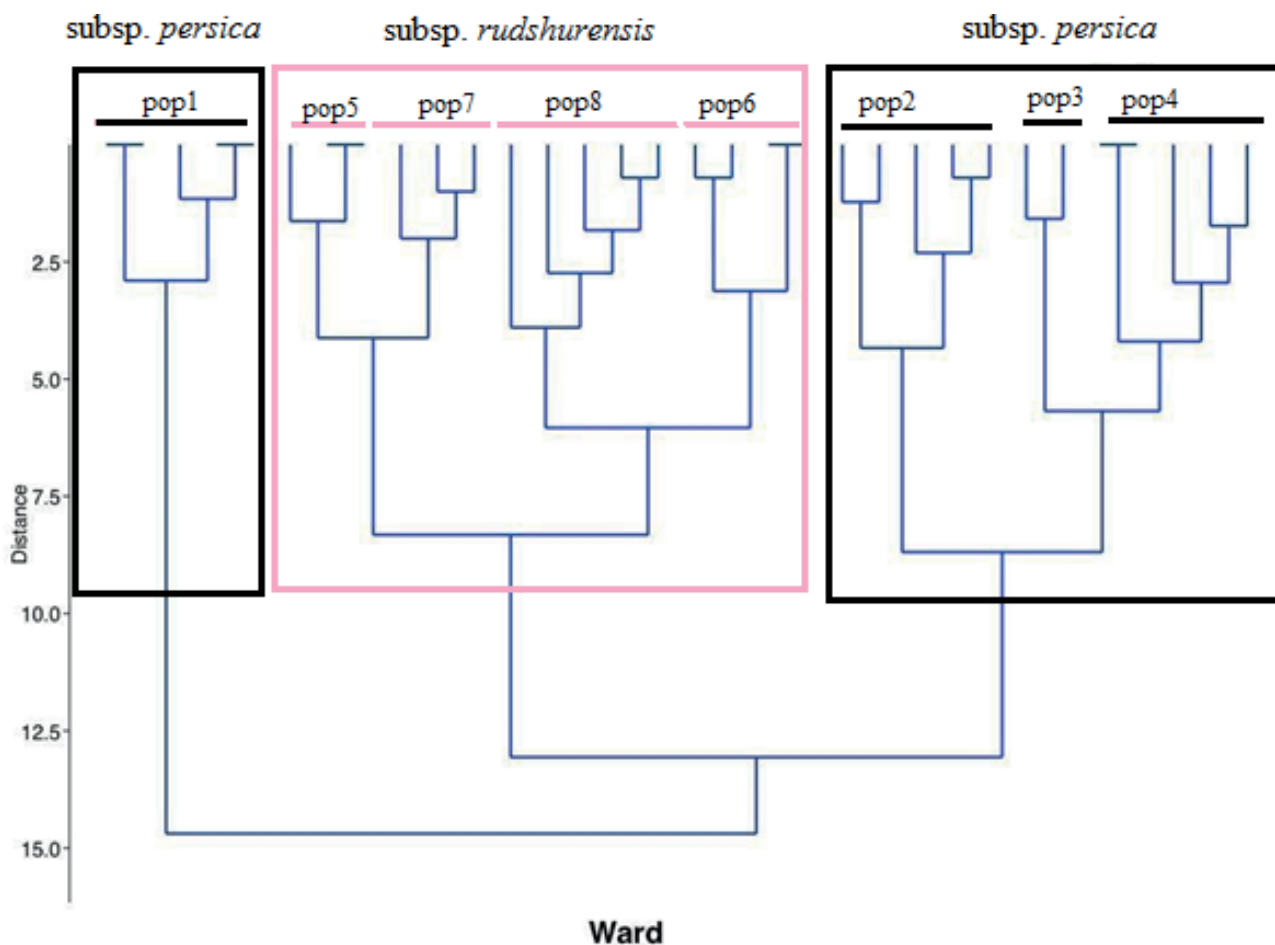 subsp. persica
subsp. rudshurensis
subsp. persica
pop1
pop5
pop7
pop8
pop6
pop2
pop3
pop4
2.5
5.0
7.5
10.0
12.5
15.0
Distance
Ward